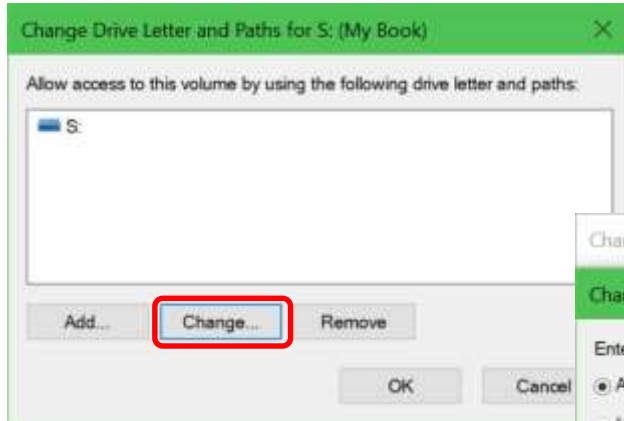 Change Drive Letter and Paths for S: (My Book)
Allow access to this volume by using the following drive letter and paths:
S:
Add... Change... Remove
OK Cancel